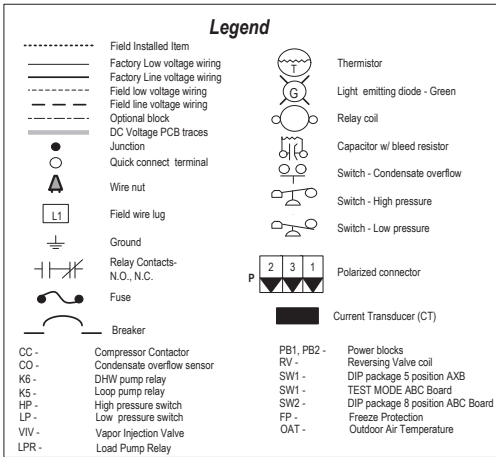 Legend
Field Installed Item
Factory Low voltage wiring
Factory Line voltage wiring
Field low voltage wiring
Field line voltage wiring
Optional block
DC Voltage PCB traces
Junction
Quick connect terminal
Wire nut
L1 Field wire lug
Ground
Relay Contacts-
N.O., N.C.
Fuse
Breaker
T Thermistor
G Light emitting diode - Green
Relay coil
Capacitor w/ bleed resistor
Switch - Condensate overflow
Switch - High pressure
Switch - Low pressure
P 2 3 1 Polarized connector
Current Transducer (CT)
CC - Compressor Contactor
CO - Condensate overflow sensor
K6 - DHW pump relay
K5 - Loop pump relay
HP - High pressure switch
LP - Low pressure switch
VIV - Vapor Injection Valve
LPR - Load Pump Relay
PB1, PB2 - Power blocks
RV - Reversing Valve coil
SW1 - DIP package 5 position AXB
SW1 - TEST MODE ABC Board
SW2 - DIP package 8 position ABC Board
FP - Freeze Protection
OAT - Outdoor Air Temperature